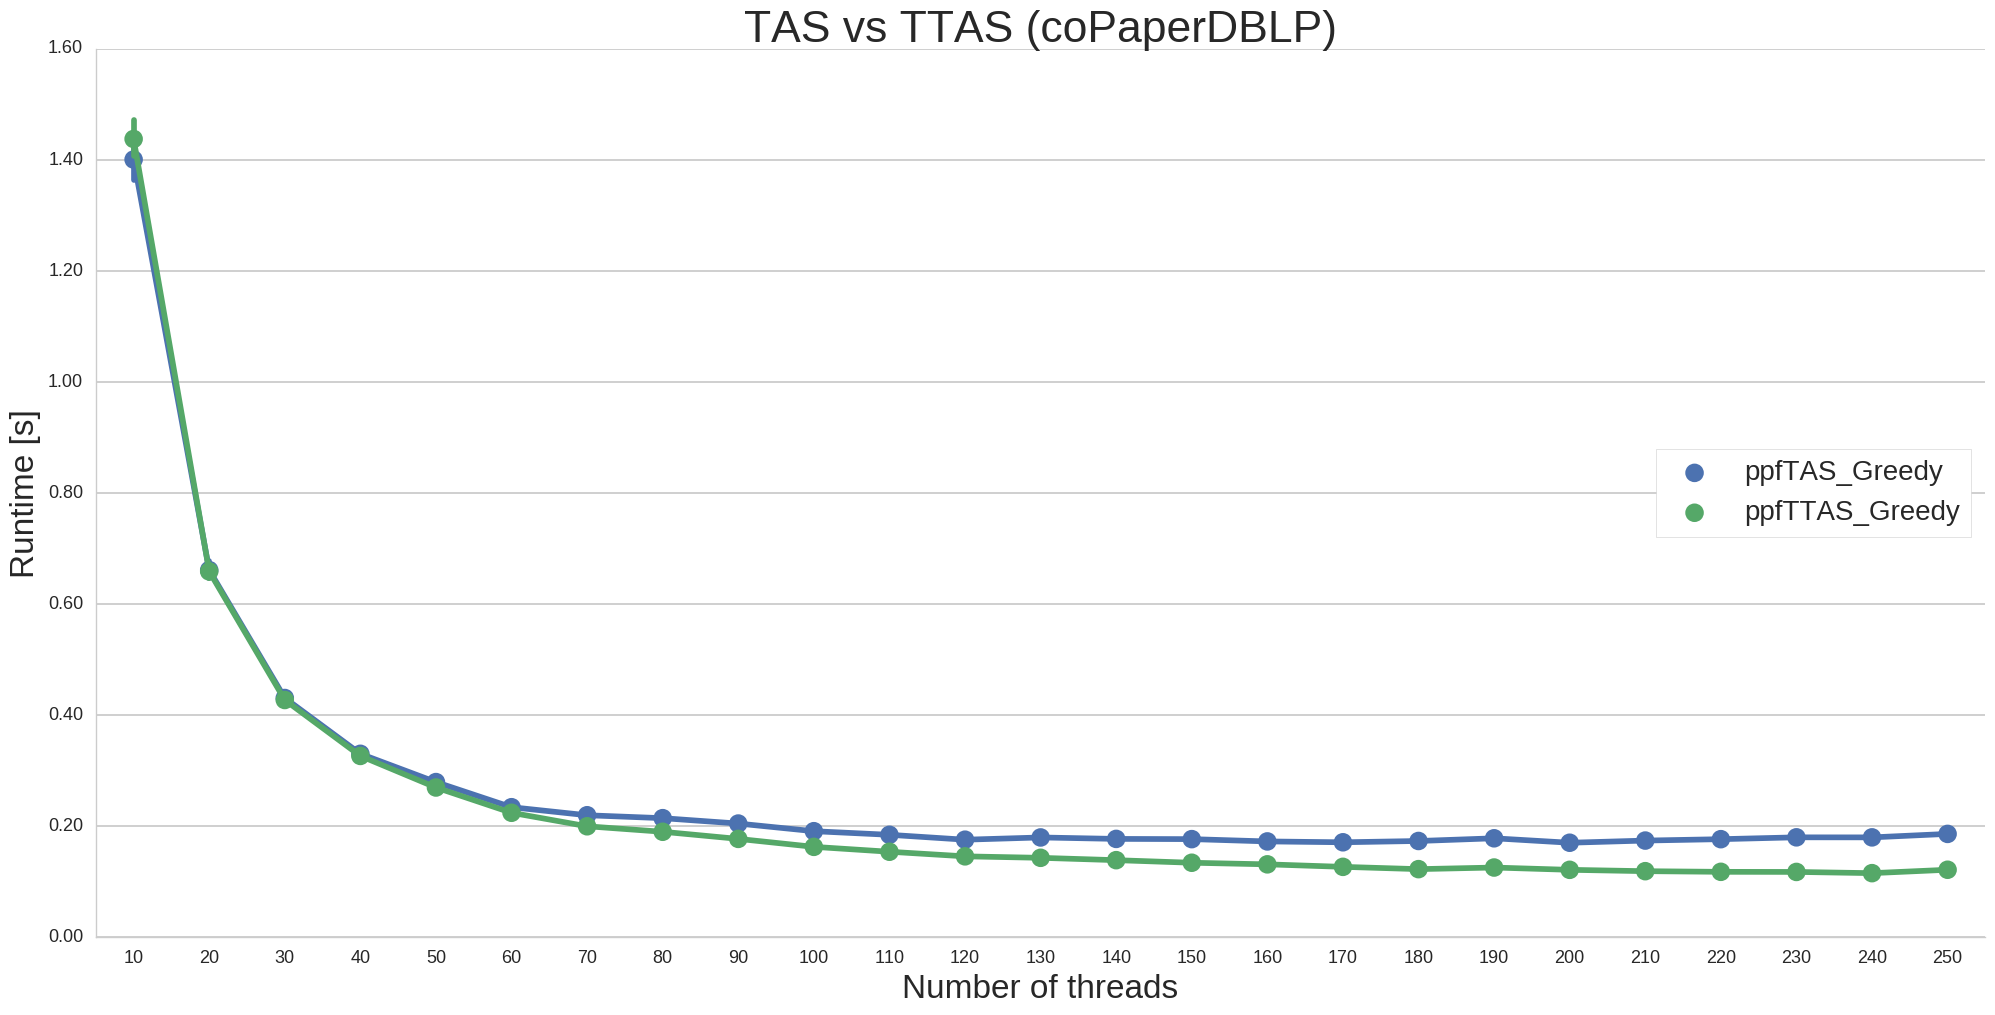 TAS vs TTAS (coPaperDBLP)
1.60
1.40
1.20
1.00
0.80
0.60
0.40
0.20
0.00
Runtime [s]
ppfTAS_Greedy
ppfTTAS_Greedy
10 20 30 40 50 60 70 80 90 100 110 120 130 140 150 160 170 180 190 200 210 220 230 240 250
Number of threads